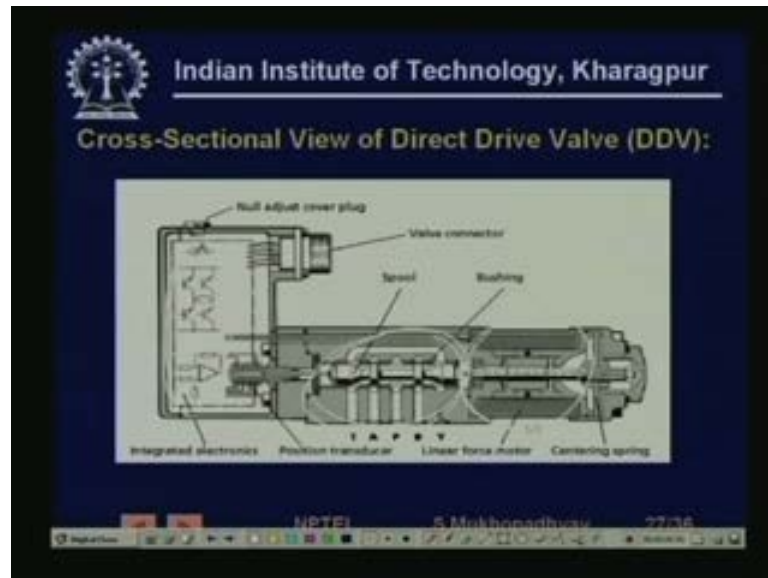 Indian Institute of Technology, Kharagpur
Cross-Sectional View of Direct Drive Valve (DDV):
Null adjust cover plug
Valve connector
Spool Bushing
T A P B Y
Integrated electronics Position transducer Linear force motor Centering spring
NPTEL S.Mukhopadhyay 27/36